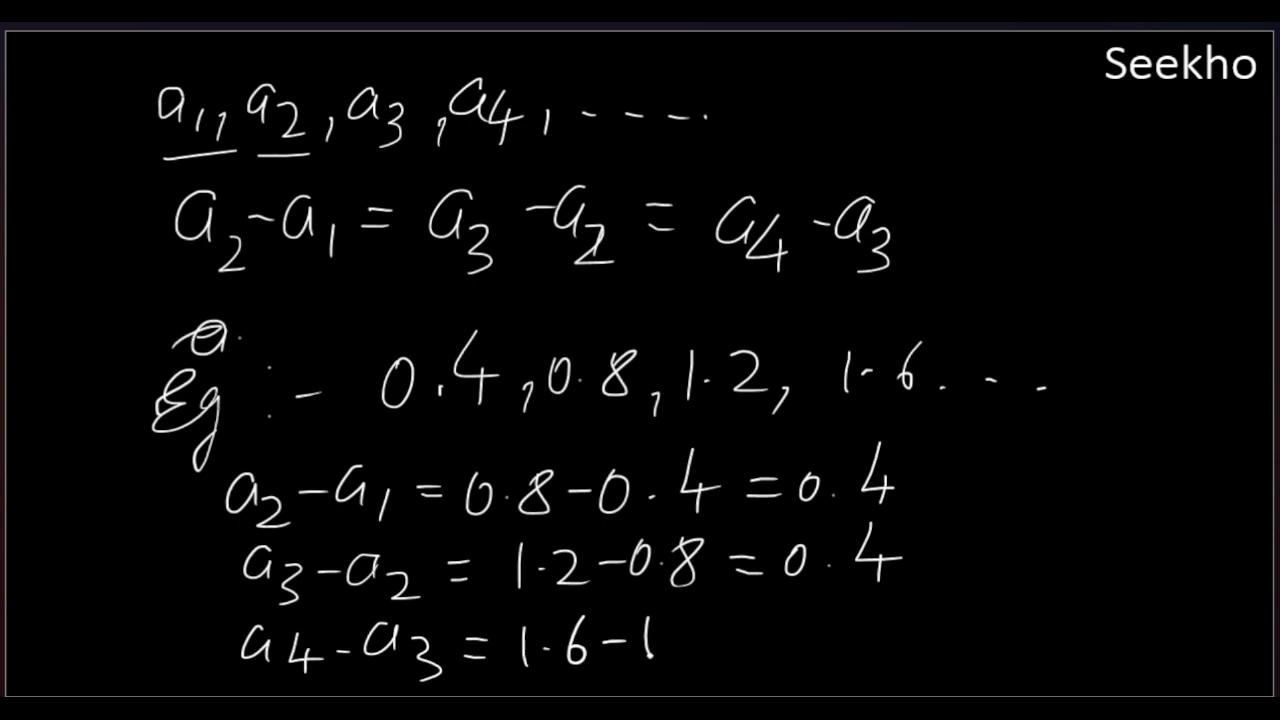 Seekho
a1, a2, a3, a4, - - - - .
a2-a1 = a3 -a2 = a4 -a3
a.
Eg :- 0.4, 0.8, 1.2, 1.6. - -
a2-a1 = 0.8-0.4 = 0.4
a3-a2 = 1.2-0.8 = 0.4
a4-a3 = 1.6-1